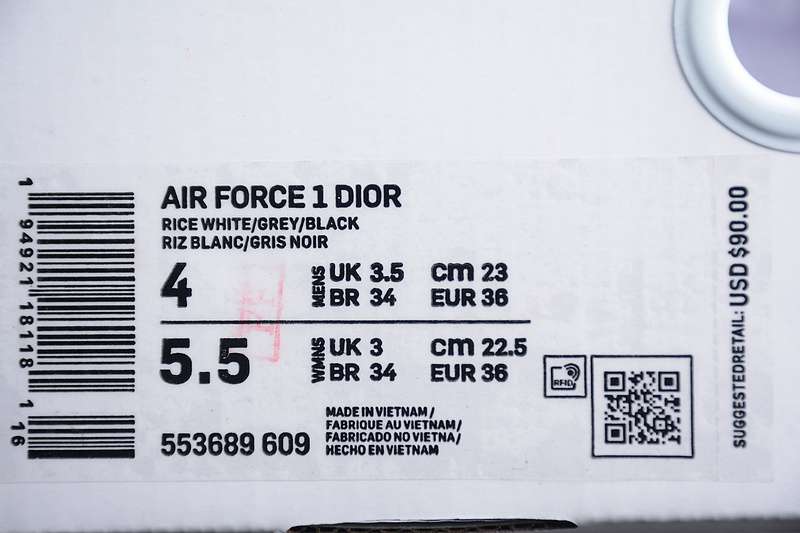 AIR FORCE 1 DIOR
RICE WHITE/GREY/BLACK
RIZ BLANC/GRIS NOIR
4
MENS
UK 3.5 cm 23
BR 34 EUR 36
5.5
WMNS
UK 3 cm 22.5
BR 34 EUR 36
RFID
553689 609
MADE IN VIETNAM /
FABRIQUE AU VIETNAM/
FABRICADO NO VIETNA/
HECHO EN VIETNAM
1 94921 18118 1 16
SUGGESTEDRETAIL: USD $90.00